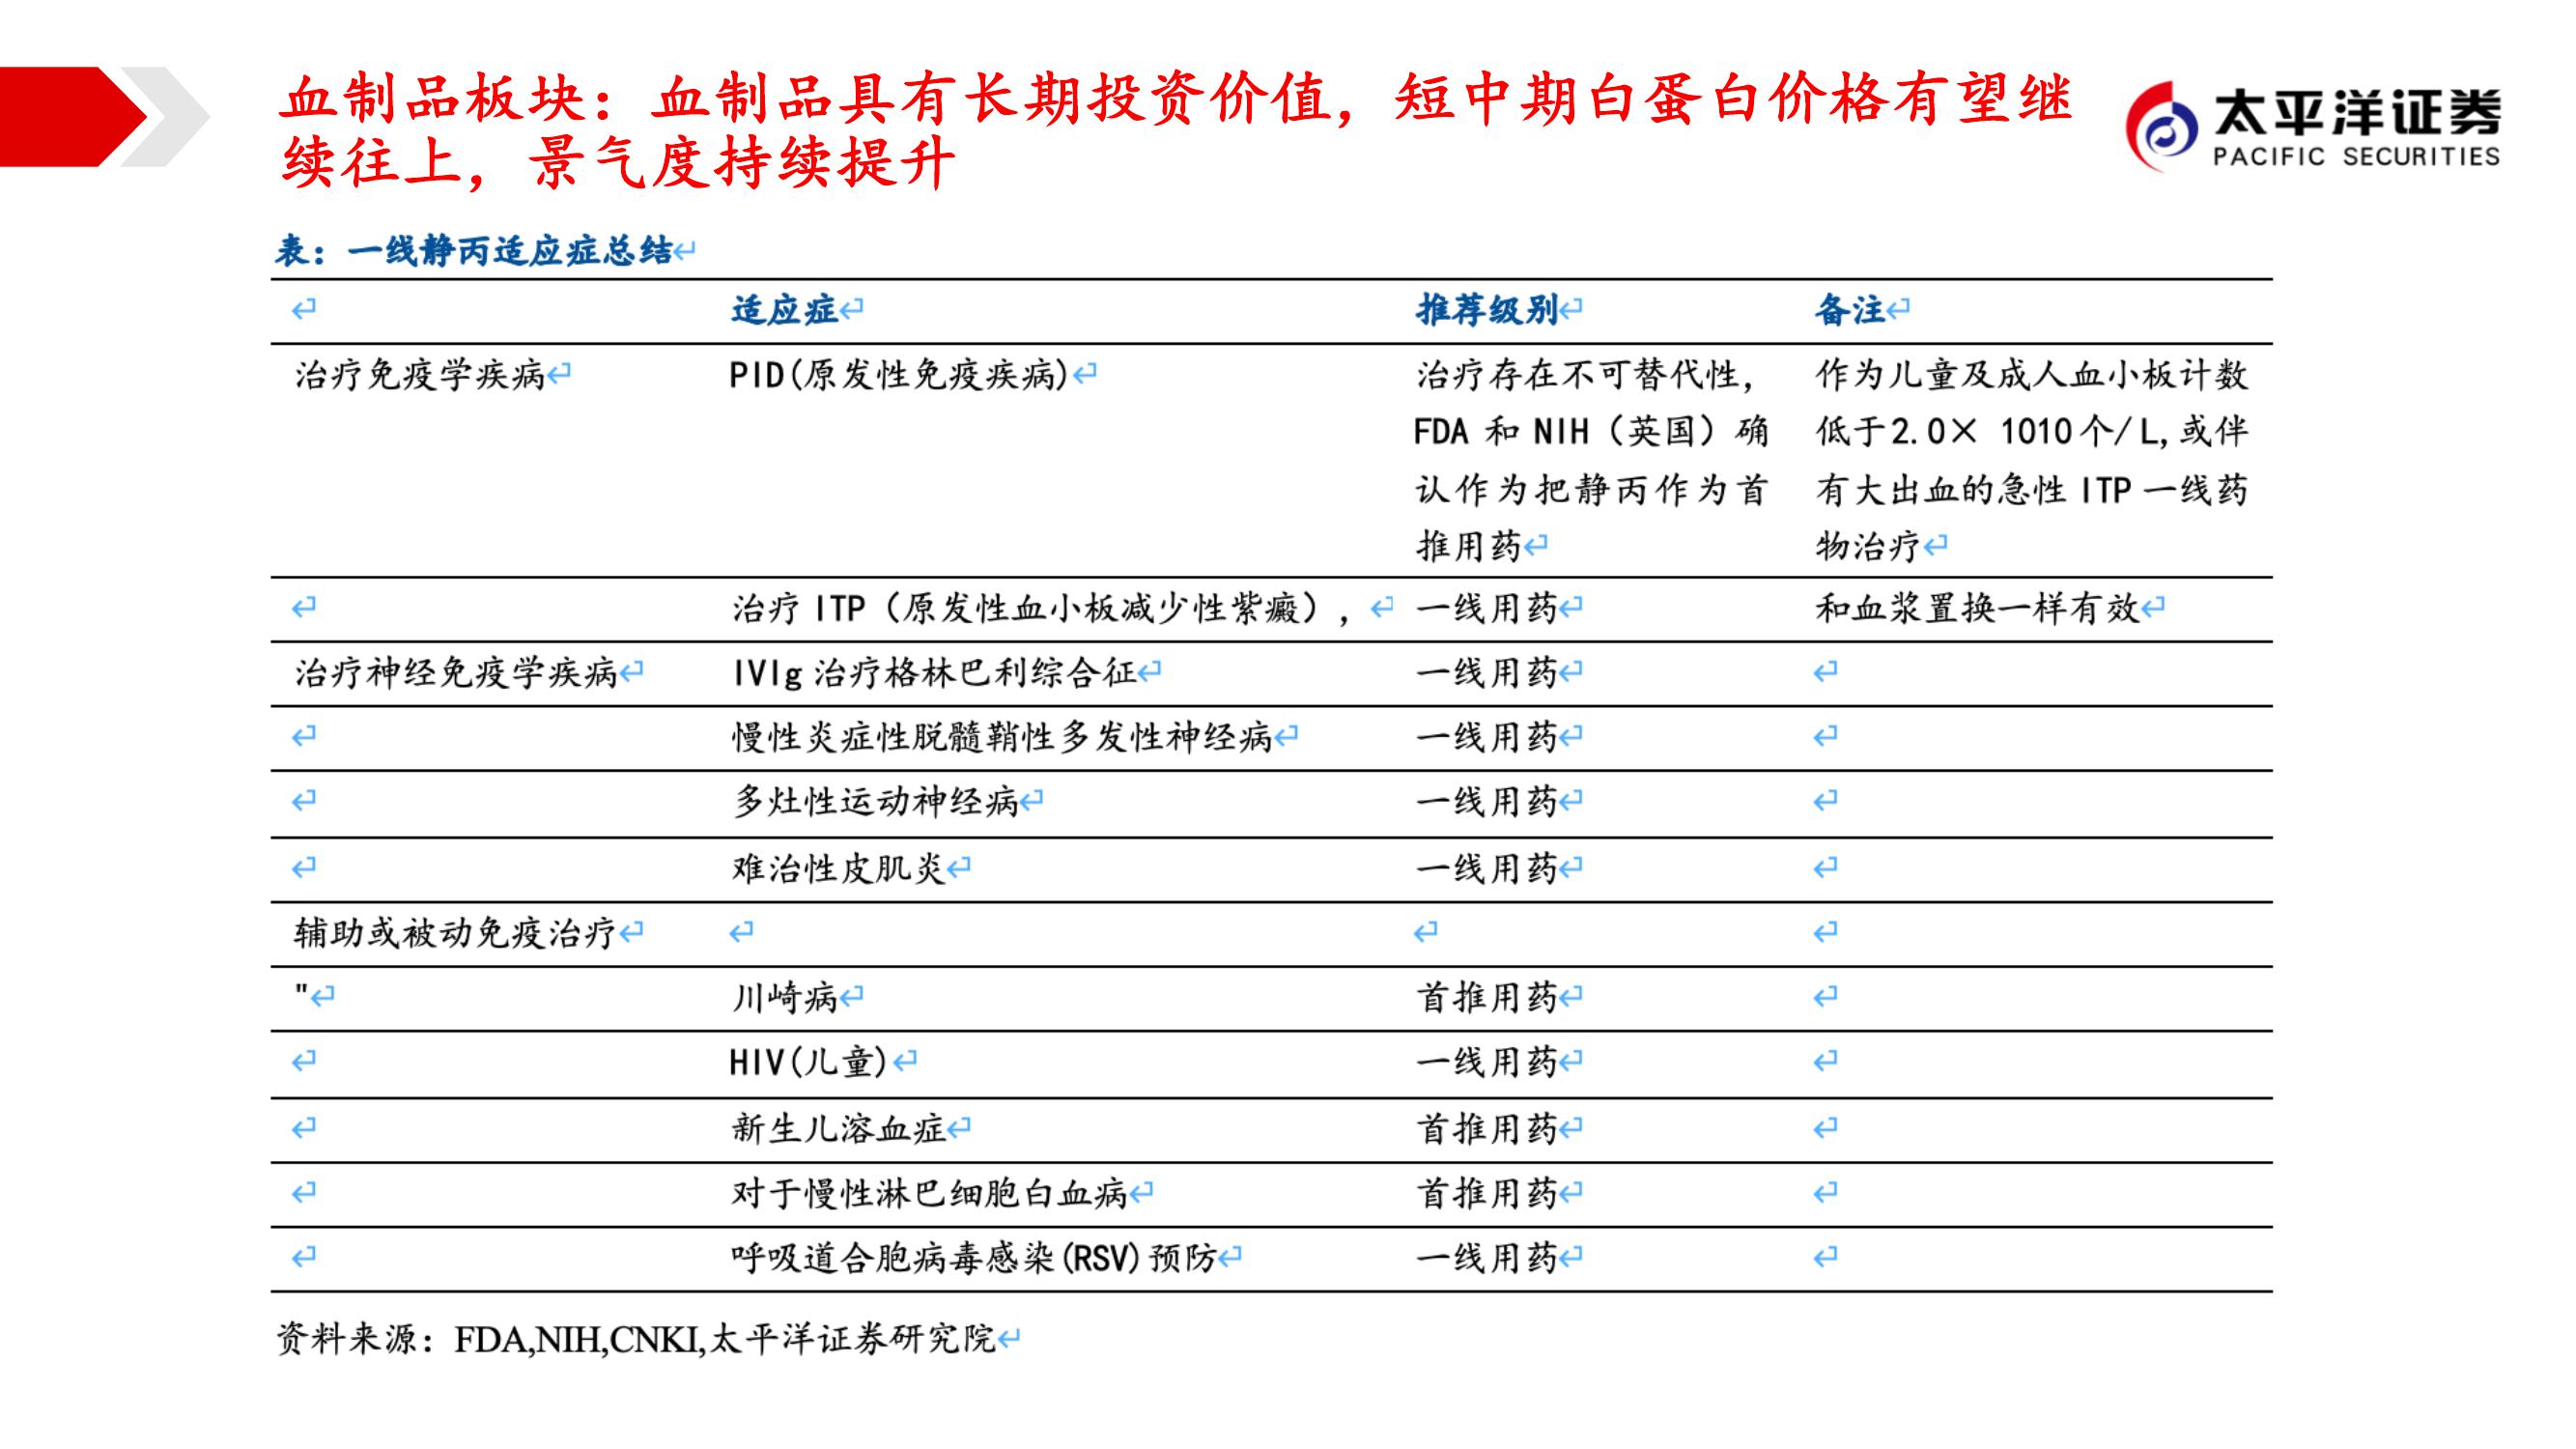 血制品板块：血制品具有长期投资价值，短中期白蛋白价格有望继
续往上，景气度持续提升
太平洋证券
PACIFIC SECURITIES
表：一线静丙适应症总结
适应症 推荐级别 备注
治疗免疫学疾病 PID(原发性免疫疾病) 治疗存在不可替代性， 作为儿童及成人血小板计数
FDA 和 NIH（英国）确 低于2.0× 1010个/L,或伴
认作为把静丙作为首 有大出血的急性 ITP 一线药
推用药 物治疗
治疗 ITP（原发性血小板减少性紫癜）， 一线用药 和血浆置换一样有效
治疗神经免疫学疾病 IVIg 治疗格林巴利综合征 一线用药
慢性炎症性脱髓鞘性多发性神经病 一线用药
多灶性运动神经病 一线用药
难治性皮肌炎 一线用药
辅助或被动免疫治疗
" 川崎病 首推用药
HIV(儿童) 一线用药
新生儿溶血症 首推用药
对于慢性淋巴细胞白血病 首推用药
呼吸道合胞病毒感染(RSV)预防 一线用药
资料来源：FDA,NIH,CNKI,太平洋证券研究院